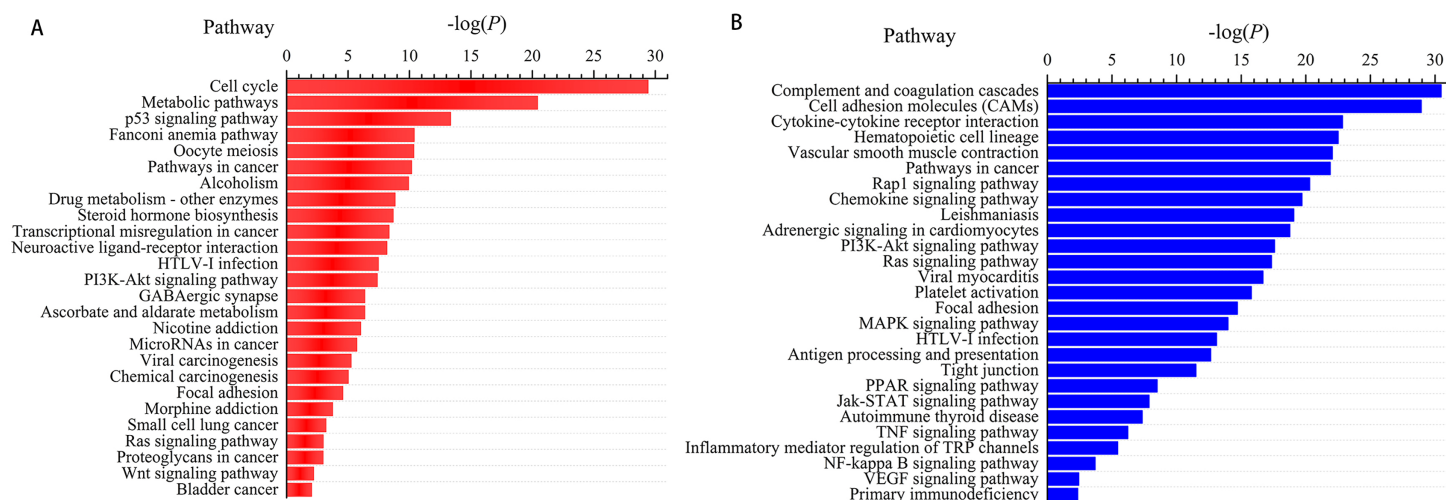 A
Pathway
-log(P)
0 5 10 15 20 25 30
Cell cycle
Metabolic pathways
p53 signaling pathway
Fanconi anemia pathway
Oocyte meiosis
Pathways in cancer
Alcoholism
Drug metabolism - other enzymes
Steroid hormone biosynthesis
Transcriptional misregulation in cancer
Neuroactive ligand-receptor interaction
HTLV-I infection
PI3K-Akt signaling pathway
GABAergic synapse
Ascorbate and aldarate metabolism
Nicotine addiction
MicroRNAs in cancer
Viral carcinogenesis
Chemical carcinogenesis
Focal adhesion
Morphine addiction
Small cell lung cancer
Ras signaling pathway
Proteoglycans in cancer
Wnt signaling pathway
Bladder cancer
B
Pathway
-log(P)
0 5 10 15 20 25 30
Complement and coagulation cascades
Cell adhesion molecules (CAMs)
Cytokine-cytokine receptor interaction
Hematopoietic cell lineage
Vascular smooth muscle contraction
Pathways in cancer
Rap1 signaling pathway
Chemokine signaling pathway
Leishmaniasis
Adrenergic signaling in cardiomyocytes
PI3K-Akt signaling pathway
Ras signaling pathway
Viral myocarditis
Platelet activation
Focal adhesion
MAPK signaling pathway
HTLV-I infection
Antigen processing and presentation
Tight junction
PPAR signaling pathway
Jak-STAT signaling pathway
Autoimmune thyroid disease
TNF signaling pathway
Inflammatory mediator regulation of TRP channels
NF-kappa B signaling pathway
VEGF signaling pathway
Primary immunodeficiency